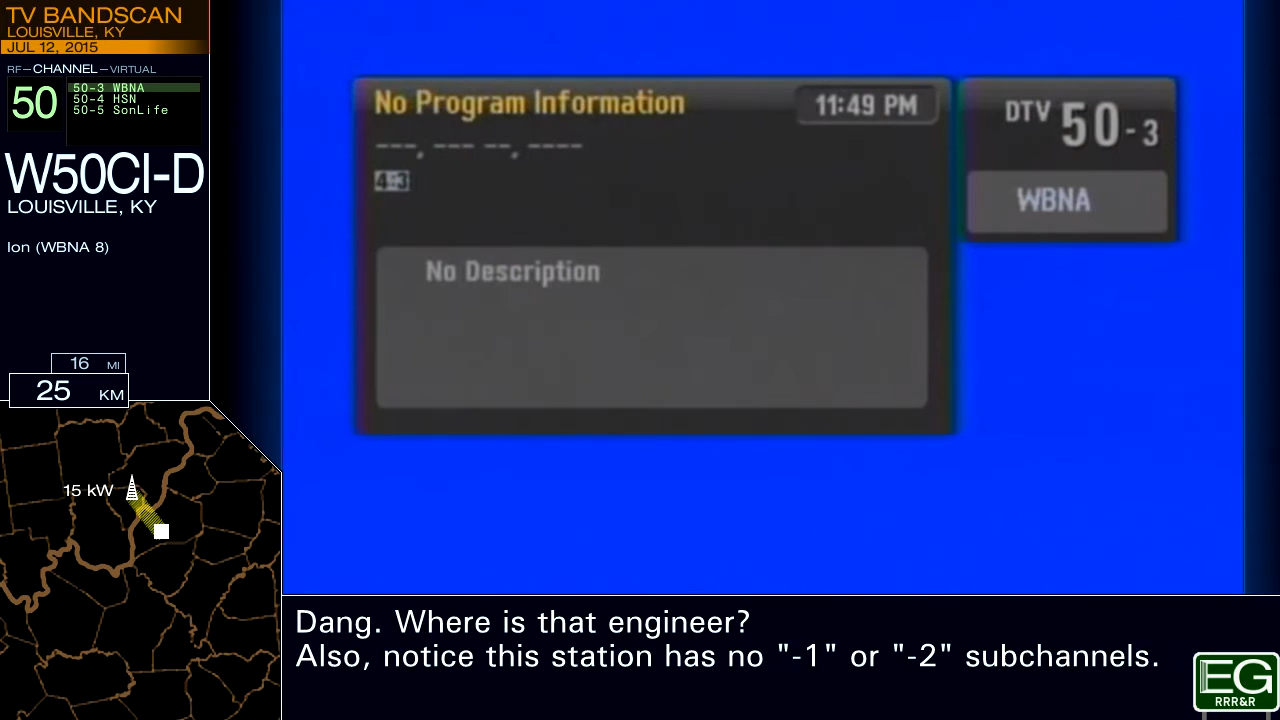 TV BANDSCAN
LOUISVILLE, KY
JUL 12, 2015
RF–CHANNEL–VIRTUAL
50
50-3 WBNA
50-4 HSN
50-5 SonLife
W50CI-D
LOUISVILLE, KY
Ion (WBNA 8)
16 MI
25 KM
15 kW
No Program Information
11:49 PM
---, --- --, ----
No Description
DTV 50-3
WBNA
Dang. Where is that engineer?
Also, notice this station has no "-1" or "-2" subchannels.
EG
RRR&R